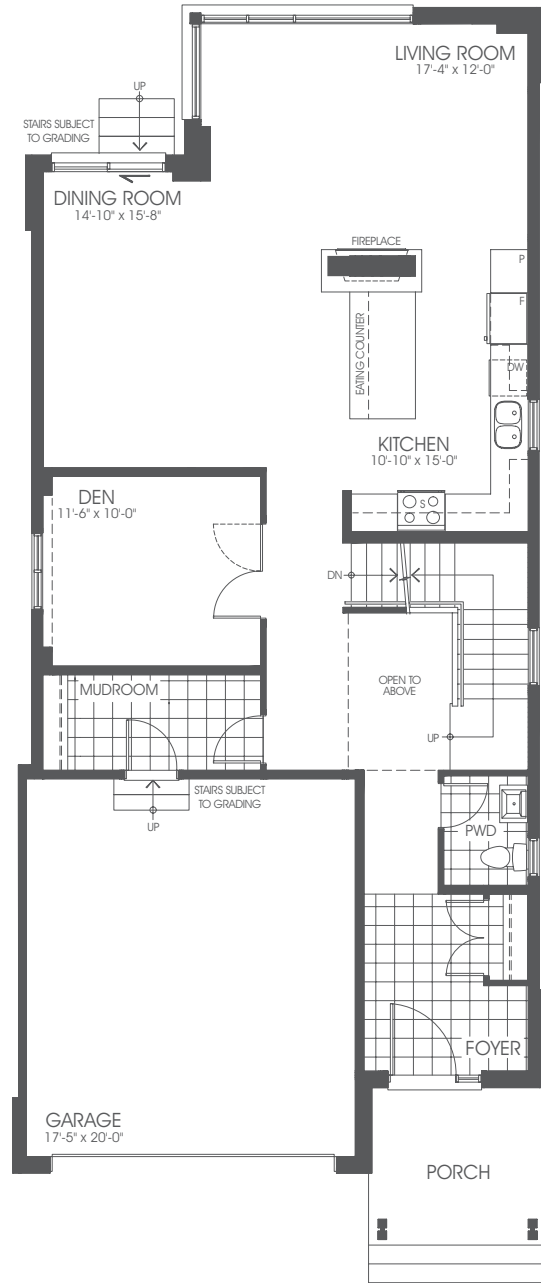 LIVING ROOM
17'-4" x 12'-0"
UP
STAIRS SUBJECT
TO GRADING
DINING ROOM
14'-10" x 15'-8"
FIREPLACE
P
F
EATING COUNTER
DW
KITCHEN
10'-10" x 15'-0"
S
DEN
11'-6" x 10'-0"
DN
MUDROOM
OPEN TO
ABOVE
UP
STAIRS SUBJECT
TO GRADING
UP
PWD
FOYER
GARAGE
17'-5" x 20'-0"
PORCH